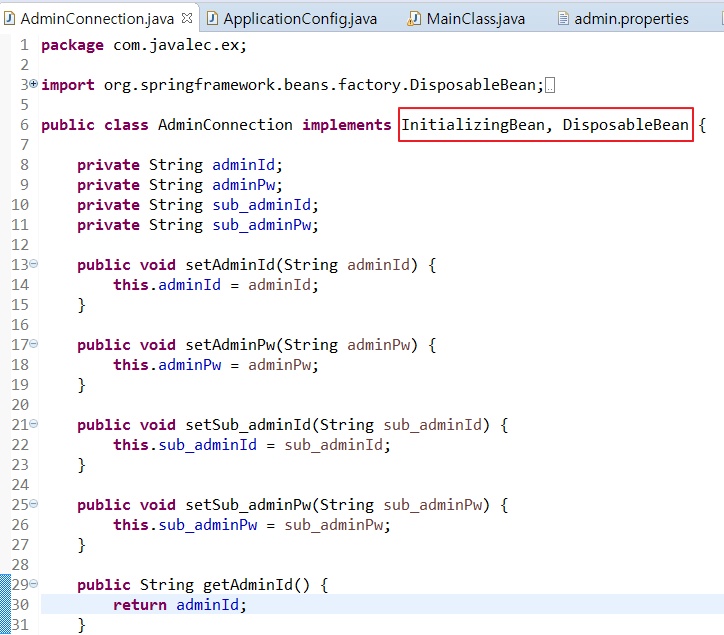 AdminConnection.java ApplicationConfig.java MainClass.java admin.properties
1 package com.javalec.ex;
2
3 import org.springframework.beans.factory.DisposableBean;
5
6 public class AdminConnection implements InitializingBean, DisposableBean {
7
8     private String adminId;
9     private String adminPw;
10     private String sub_adminId;
11     private String sub_adminPw;
12
13     public void setAdminId(String adminId) {
14         this.adminId = adminId;
15     }
16
17     public void setAdminPw(String adminPw) {
18         this.adminPw = adminPw;
19     }
20
21     public void setSub_adminId(String sub_adminId) {
22         this.sub_adminId = sub_adminId;
23     }
24
25     public void setSub_adminPw(String sub_adminPw) {
26         this.sub_adminPw = sub_adminPw;
27     }
28
29     public String getAdminId() {
30         return adminId;
31     }